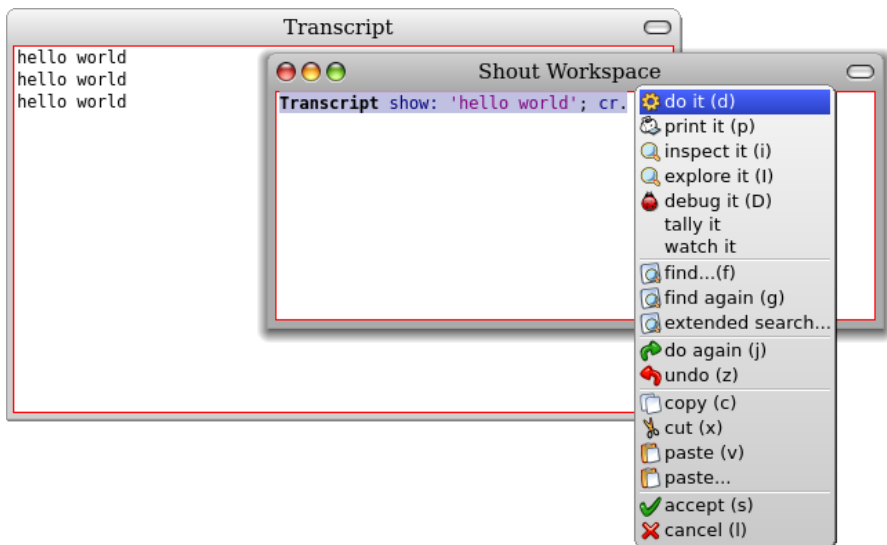 Transcript
hello world
hello world
hello world
Shout Workspace
Transcript show: 'hello world'; cr.
do it (d)
print it (p)
inspect it (i)
explore it (I)
debug it (D)
tally it
watch it
find...(f)
find again (g)
extended search...
do again (j)
undo (z)
copy (c)
cut (x)
paste (v)
paste...
accept (s)
cancel (l)